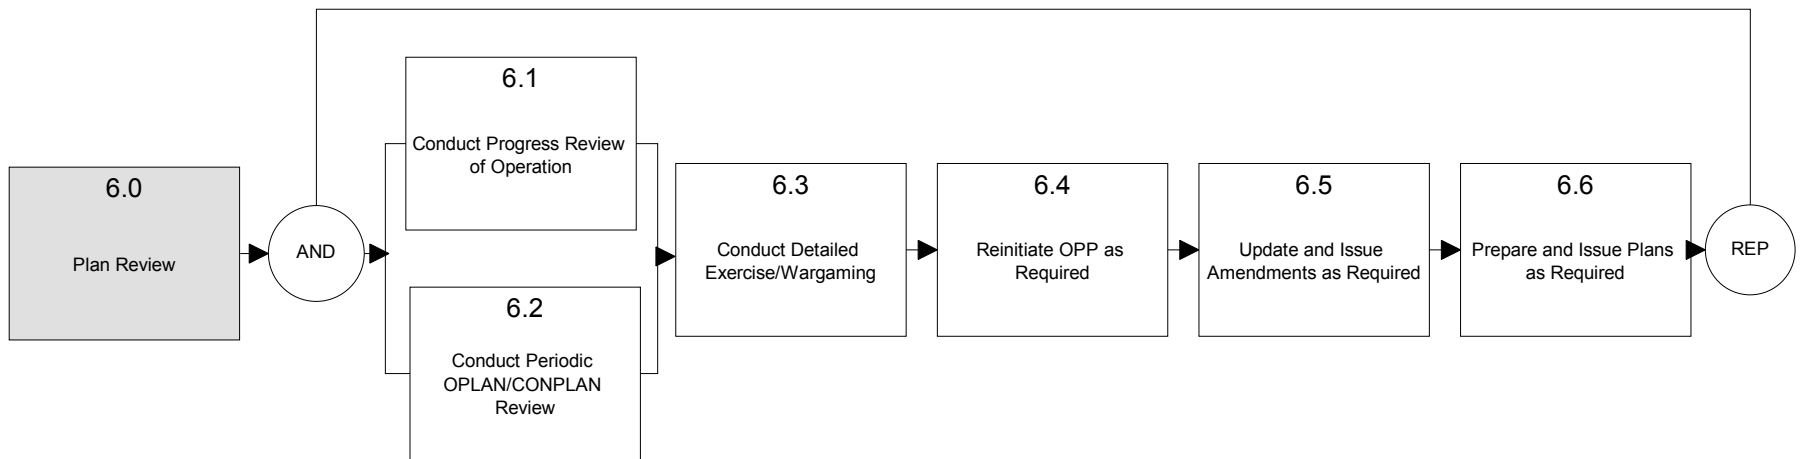 6.0
Plan Review
AND
6.1
Conduct Progress Review
of Operation
6.2
Conduct Periodic
OPLAN/CONPLAN
Review
6.3
Conduct Detailed
Exercise/Wargaming
6.4
Reinitiate OPP as
Required
6.5
Update and Issue
Amendments as Required
6.6
Prepare and Issue Plans
as Required
REP